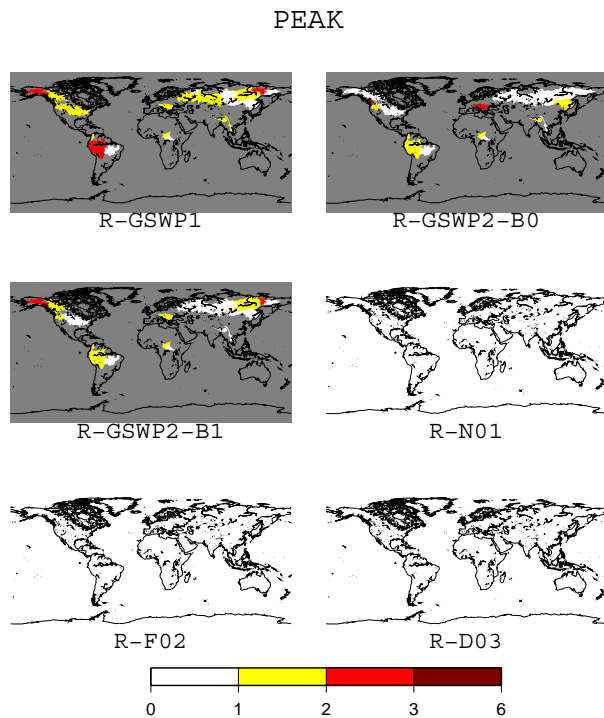 PEAK
R-GSWP1
R-GSWP2-B0
R-GSWP2-B1
R-N01
R-F02
R-D03
0 1 2 3 6